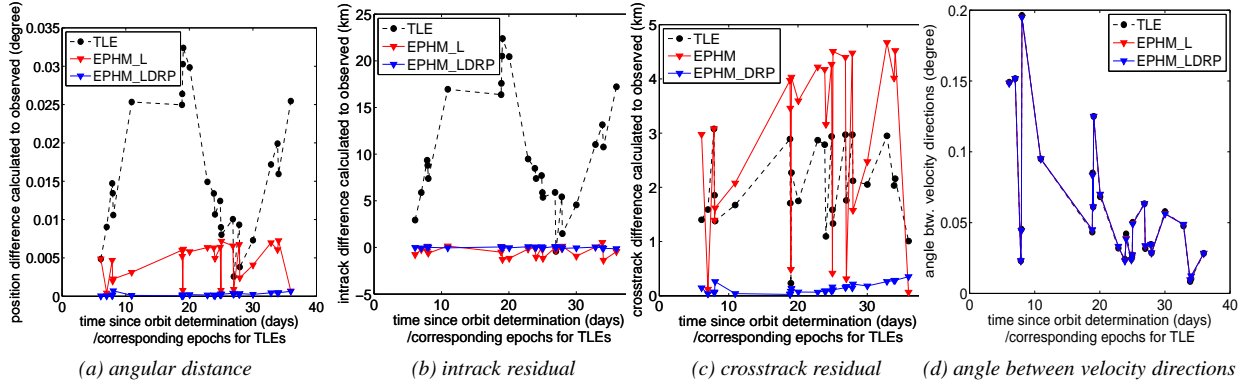 position difference calculated to observed (degree)
0.035
0.03
0.025
0.02
0.015
0.01
0.005
0
0
10
20
30
40
TLE
EPHM_L
EPHM_LDRP
time since orbit determination (days)
/corresponding epochs for TLEs
(a) angular distance
intrack difference calculated to observed (km)
25
20
15
10
5
0
−5
0
10
20
30
TLE
EPHM_L
EPHM_LDRP
time since orbit determination (days)
/corresponding epochs for TLEs
(b) intrack residual
crosstrack difference calculated to observed (km)
5
4
3
2
1
0
0
10
20
30
TLE
EPHM
EPHM_DRP
time since orbit determination (days)
/corresponding epochs for TLEs
(c) crosstrack residual
angle btw. velocity directions (degree)
0.2
0.15
0.1
0.05
0
0
10
20
30
40
TLE
EPHM_L
EPHM_LDRP
time since orbit determination (days)
/corresponding epochs for TLE
(d) angle between velocity directions